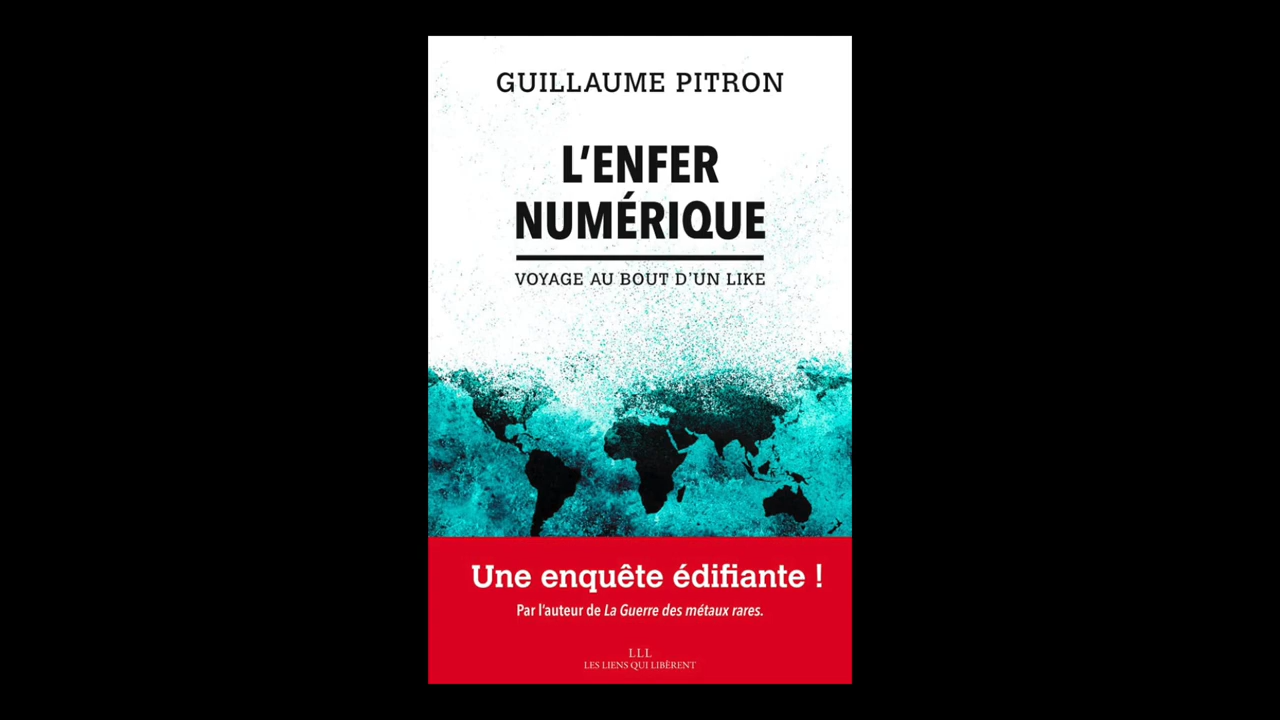 GUILLAUME PITRON
L'ENFER
NUMÉRIQUE
VOYAGE AU BOUT D'UN LIKE
Une enquête édifiante !
Par l'auteur de La Guerre des métaux rares.
LLL
LES LIENS QUI LIBÈRENT